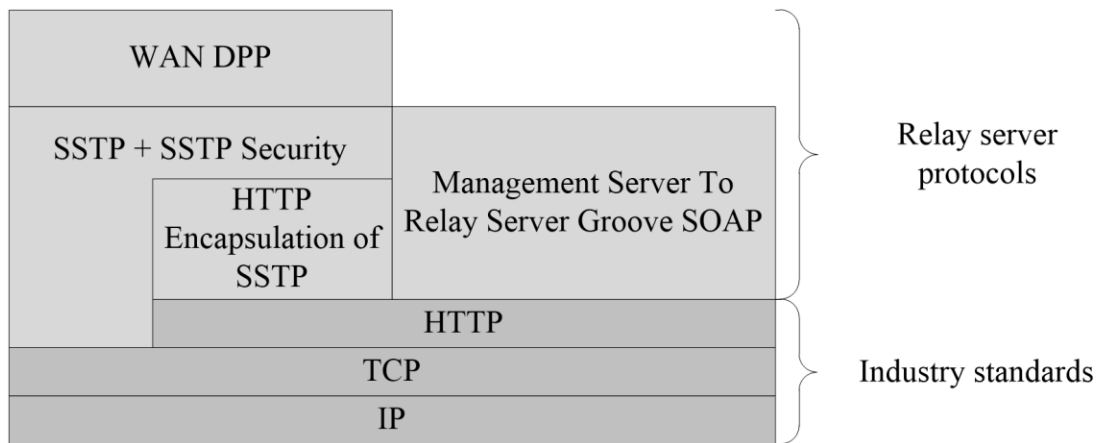 WAN DPP
SSTP + SSTP Security
HTTP
Encapsulation of
SSTP
Management Server To
Relay Server Groove SOAP
Relay server
protocols
HTTP
TCP
IP
Industry standards